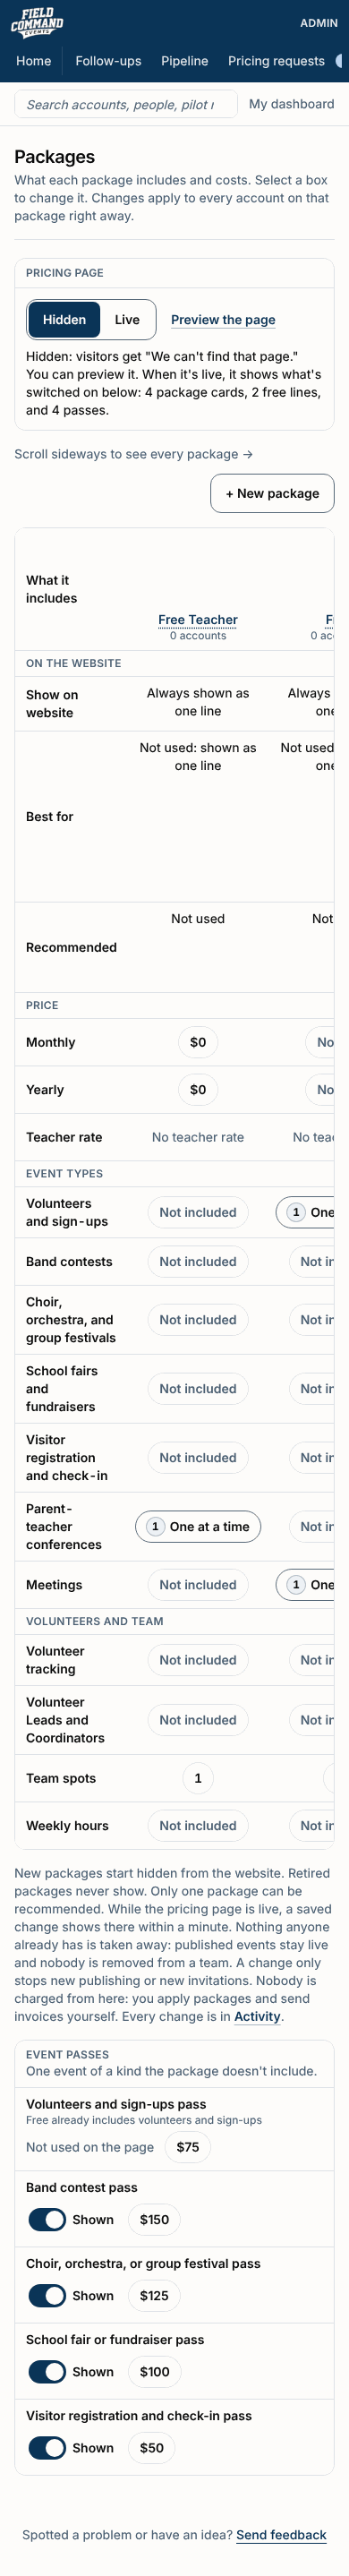 FIELD
COMMAND
EVENTS
ADMIN
Home Follow-ups Pipeline Pricing requests
Search accounts, people, pilot r
My dashboard
Packages
What each package includes and costs. Select a box
to change it. Changes apply to every account on that
package right away.
PRICING PAGE
Hidden Live Preview the page
Hidden: visitors get "We can't find that page."
You can preview it. When it's live, it shows what's
switched on below: 4 package cards, 2 free lines,
and 4 passes.
Scroll sideways to see every package →
+ New package
What it
includes
Free Teacher
0 accounts
ON THE WEBSITE
Show on
website
Always shown as
one line
Always
one
Best for
Not used: shown as
one line
Not used
one
Recommended
Not used
Not
PRICE
Monthly $0
Yearly $0
Teacher rate No teacher rate
EVENT TYPES
Volunteers
and sign-ups
Not included
1 One
Band contests Not included
Choir,
orchestra, and
group festivals
Not included
School fairs
and
fundraisers
Not included
Visitor
registration
and check-in
Not included
Parent-
teacher
conferences
1 One at a time
Meetings Not included 1 One
VOLUNTEERS AND TEAM
Volunteer
tracking
Not included
Volunteer
Leads and
Coordinators
Not included
Team spots 1
Weekly hours Not included
New packages start hidden from the website. Retired
packages never show. Only one package can be
recommended. While the pricing page is live, a saved
change shows there within a minute. Nothing anyone
already has is taken away: published events stay live
and nobody is removed from a team. A change only
stops new publishing or new invitations. Nobody is
charged from here: you apply packages and send
invoices yourself. Every change is in Activity.
EVENT PASSES
One event of a kind the package doesn't include.
Volunteers and sign-ups pass
Free already includes volunteers and sign-ups
Not used on the page $75
Band contest pass
Shown $150
Choir, orchestra, or group festival pass
Shown $125
School fair or fundraiser pass
Shown $100
Visitor registration and check-in pass
Shown $50
Spotted a problem or have an idea? Send feedback